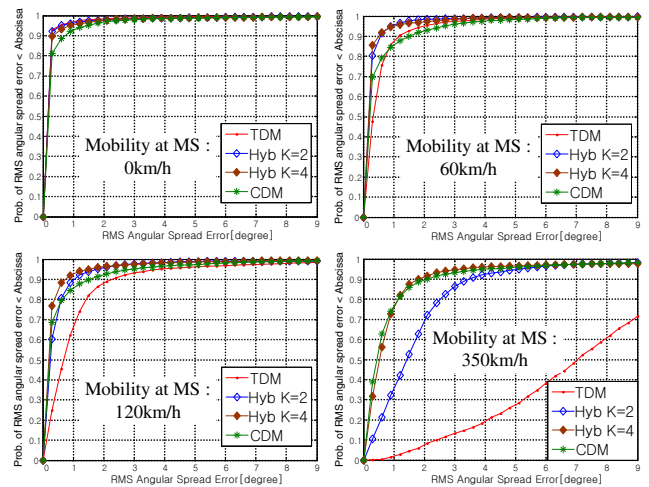 Prob. of RMS angular spread error < Abscissa
1
0.9
0.8
0.7
0.6
0.5
0.4
0.3
0.2
0.1
0
Mobility at MS :
0km/h
TDM
Hyb K=2
Hyb K=4
CDM
0 1 2 3 4 5 6 7 8 9
RMS Angular Spread Error[degree]
Prob. of RMS angular spread error < Abscissa
1
0.9
0.8
0.7
0.6
0.5
0.4
0.3
0.2
0.1
0
Mobility at MS :
60km/h
TDM
Hyb K=2
Hyb K=4
CDM
0 1 2 3 4 5 6 7 8 9
RMS Angular Spread Error[degree]
Prob. of RMS angular spread error < Abscissa
1
0.9
0.8
0.7
0.6
0.5
0.4
0.3
0.2
0.1
0
Mobility at MS :
120km/h
TDM
Hyb K=2
Hyb K=4
CDM
0 1 2 3 4 5 6 7 8 9
RMS Angular Spread Error[degree]
Prob. of RMS angular spread error < Abscissa
1
0.9
0.8
0.7
0.6
0.5
0.4
0.3
0.2
0.1
0
Mobility at MS :
350km/h
TDM
Hyb K=2
Hyb K=4
CDM
0 1 2 3 4 5 6 7 8 9
RMS Angular Spread Error[degree]